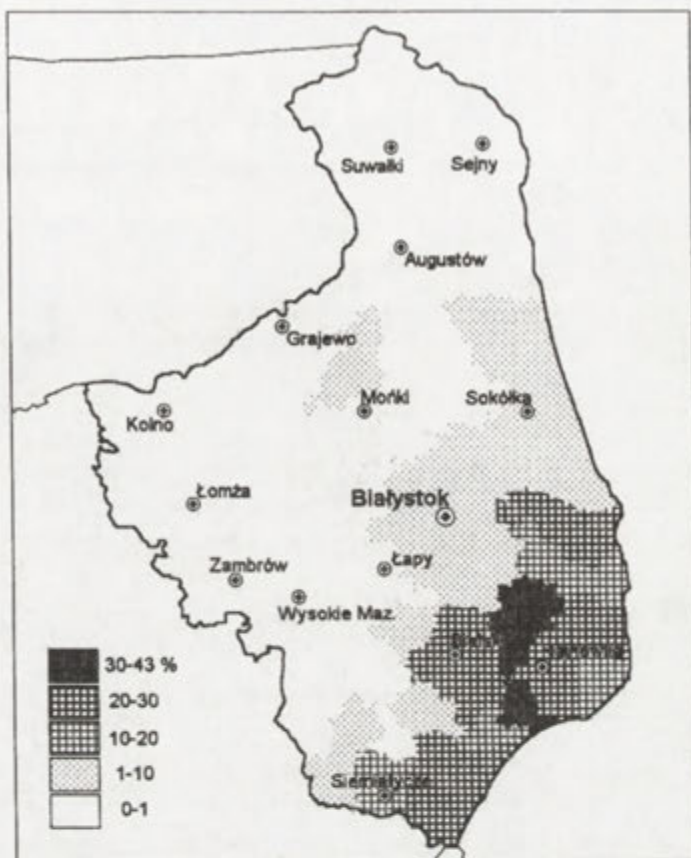 Suwałki
Sejny
Augustów
Grajewo
Mońki
Sokółka
Kolno
Łomża
Białystok
Zambrów
Łapy
Wysokie Maz.
Siemiatycze
30-43 %
20-30
10-20
1-10
0-1